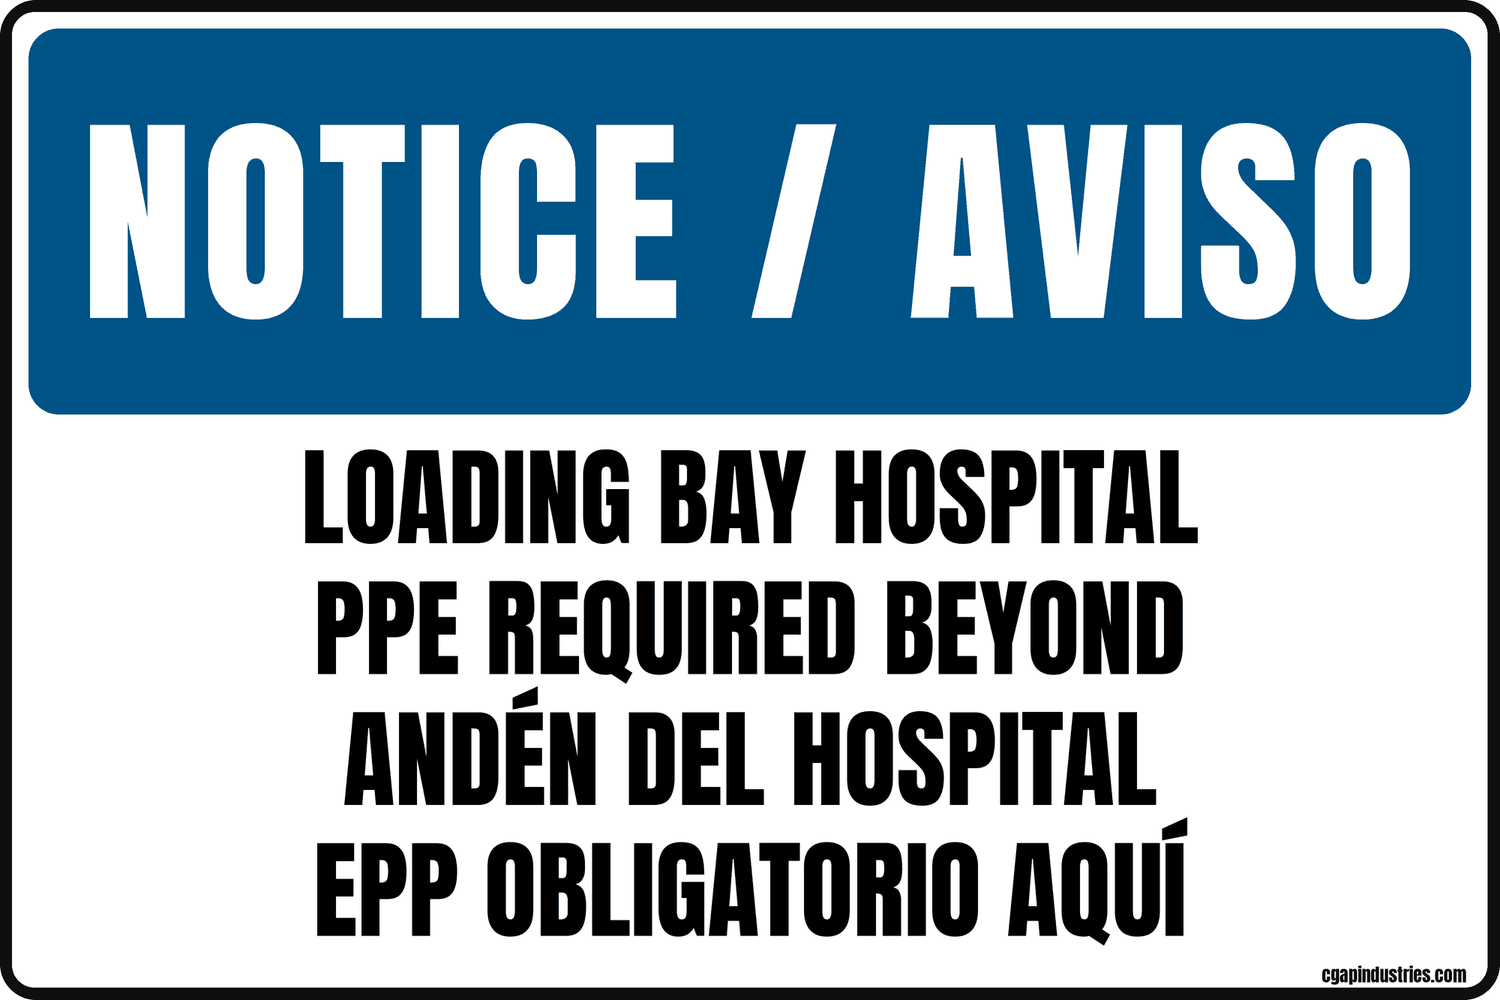 NOTICE / AVISO
LOADING BAY HOSPITAL
PPE REQUIRED BEYOND
ANDÉN DEL HOSPITAL
EPP OBLIGATORIO AQUÍ
cgapindustries.com